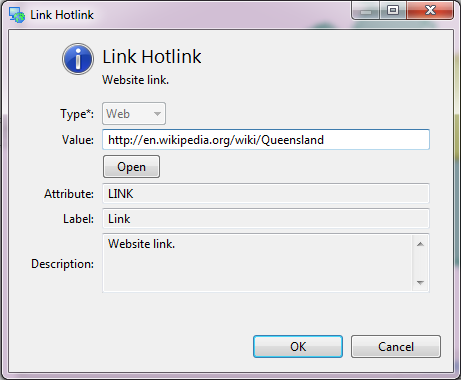 Link Hotlink
Link Hotlink
Website link.
Type*: Web
Value: http://en.wikipedia.org/wiki/Queensland
Open
Attribute: LINK
Label: Link
Website link.
Description:
OK Cancel